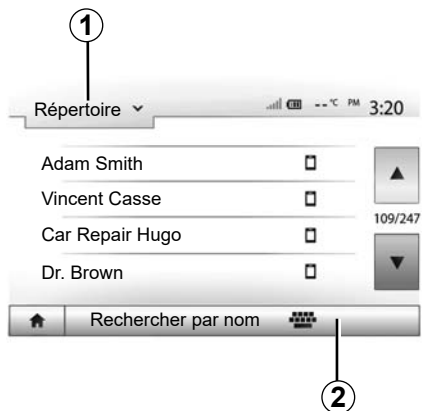 1
Répertoire
--°C PM 3:20
Adam Smith
Vincent Casse
109/247
Car Repair Hugo
Dr. Brown
Rechercher par nom
2